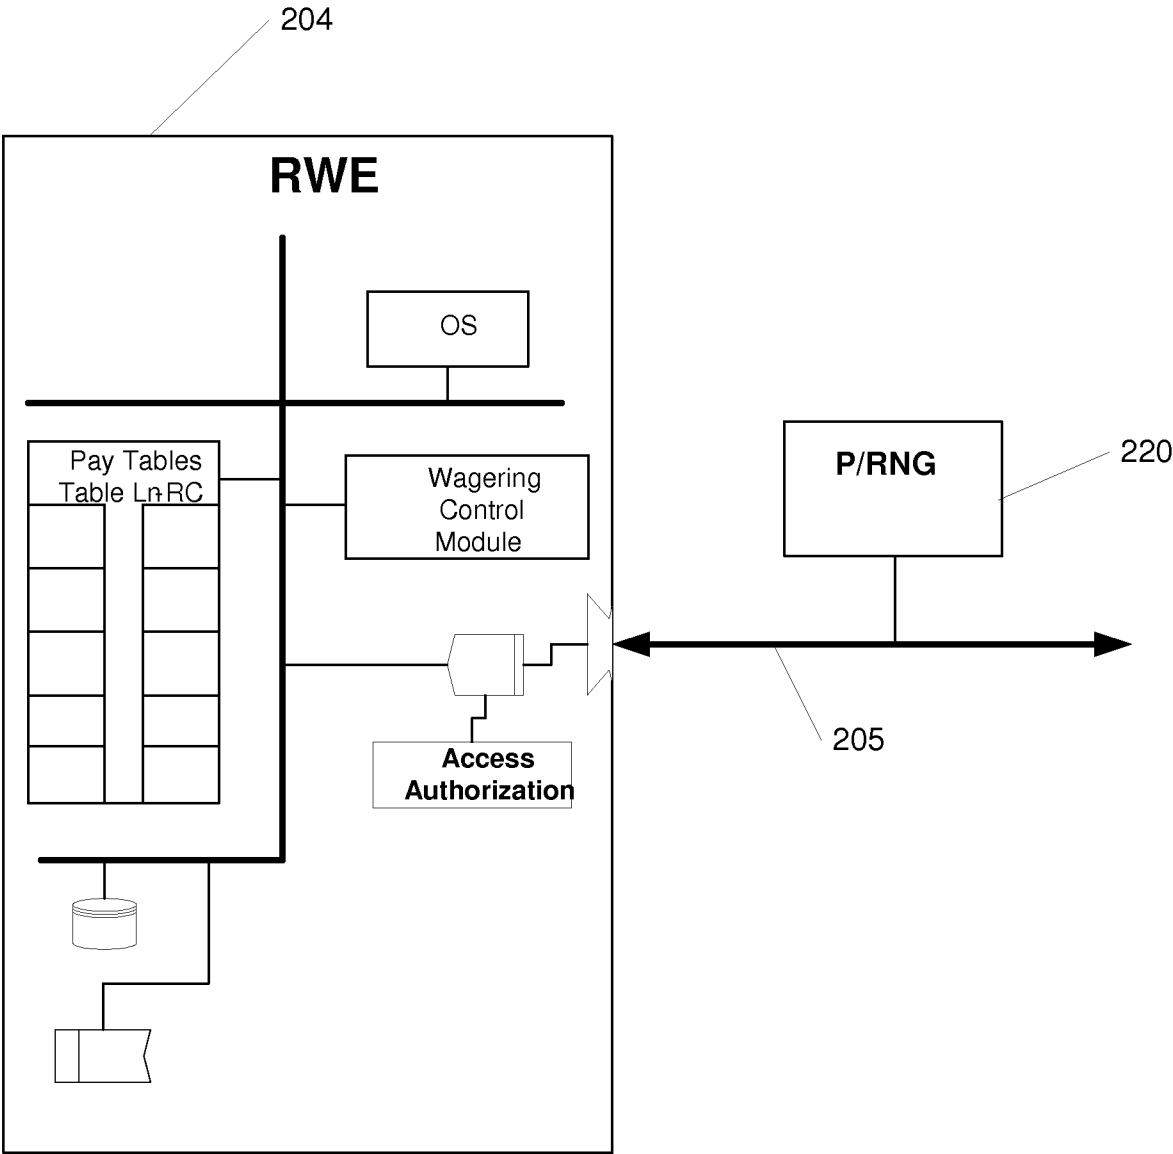 204
RWE
OS
Pay Tables
Table Ln-RC
Wagering
Control
Module
P/RNG
220
205
Access
Authorization